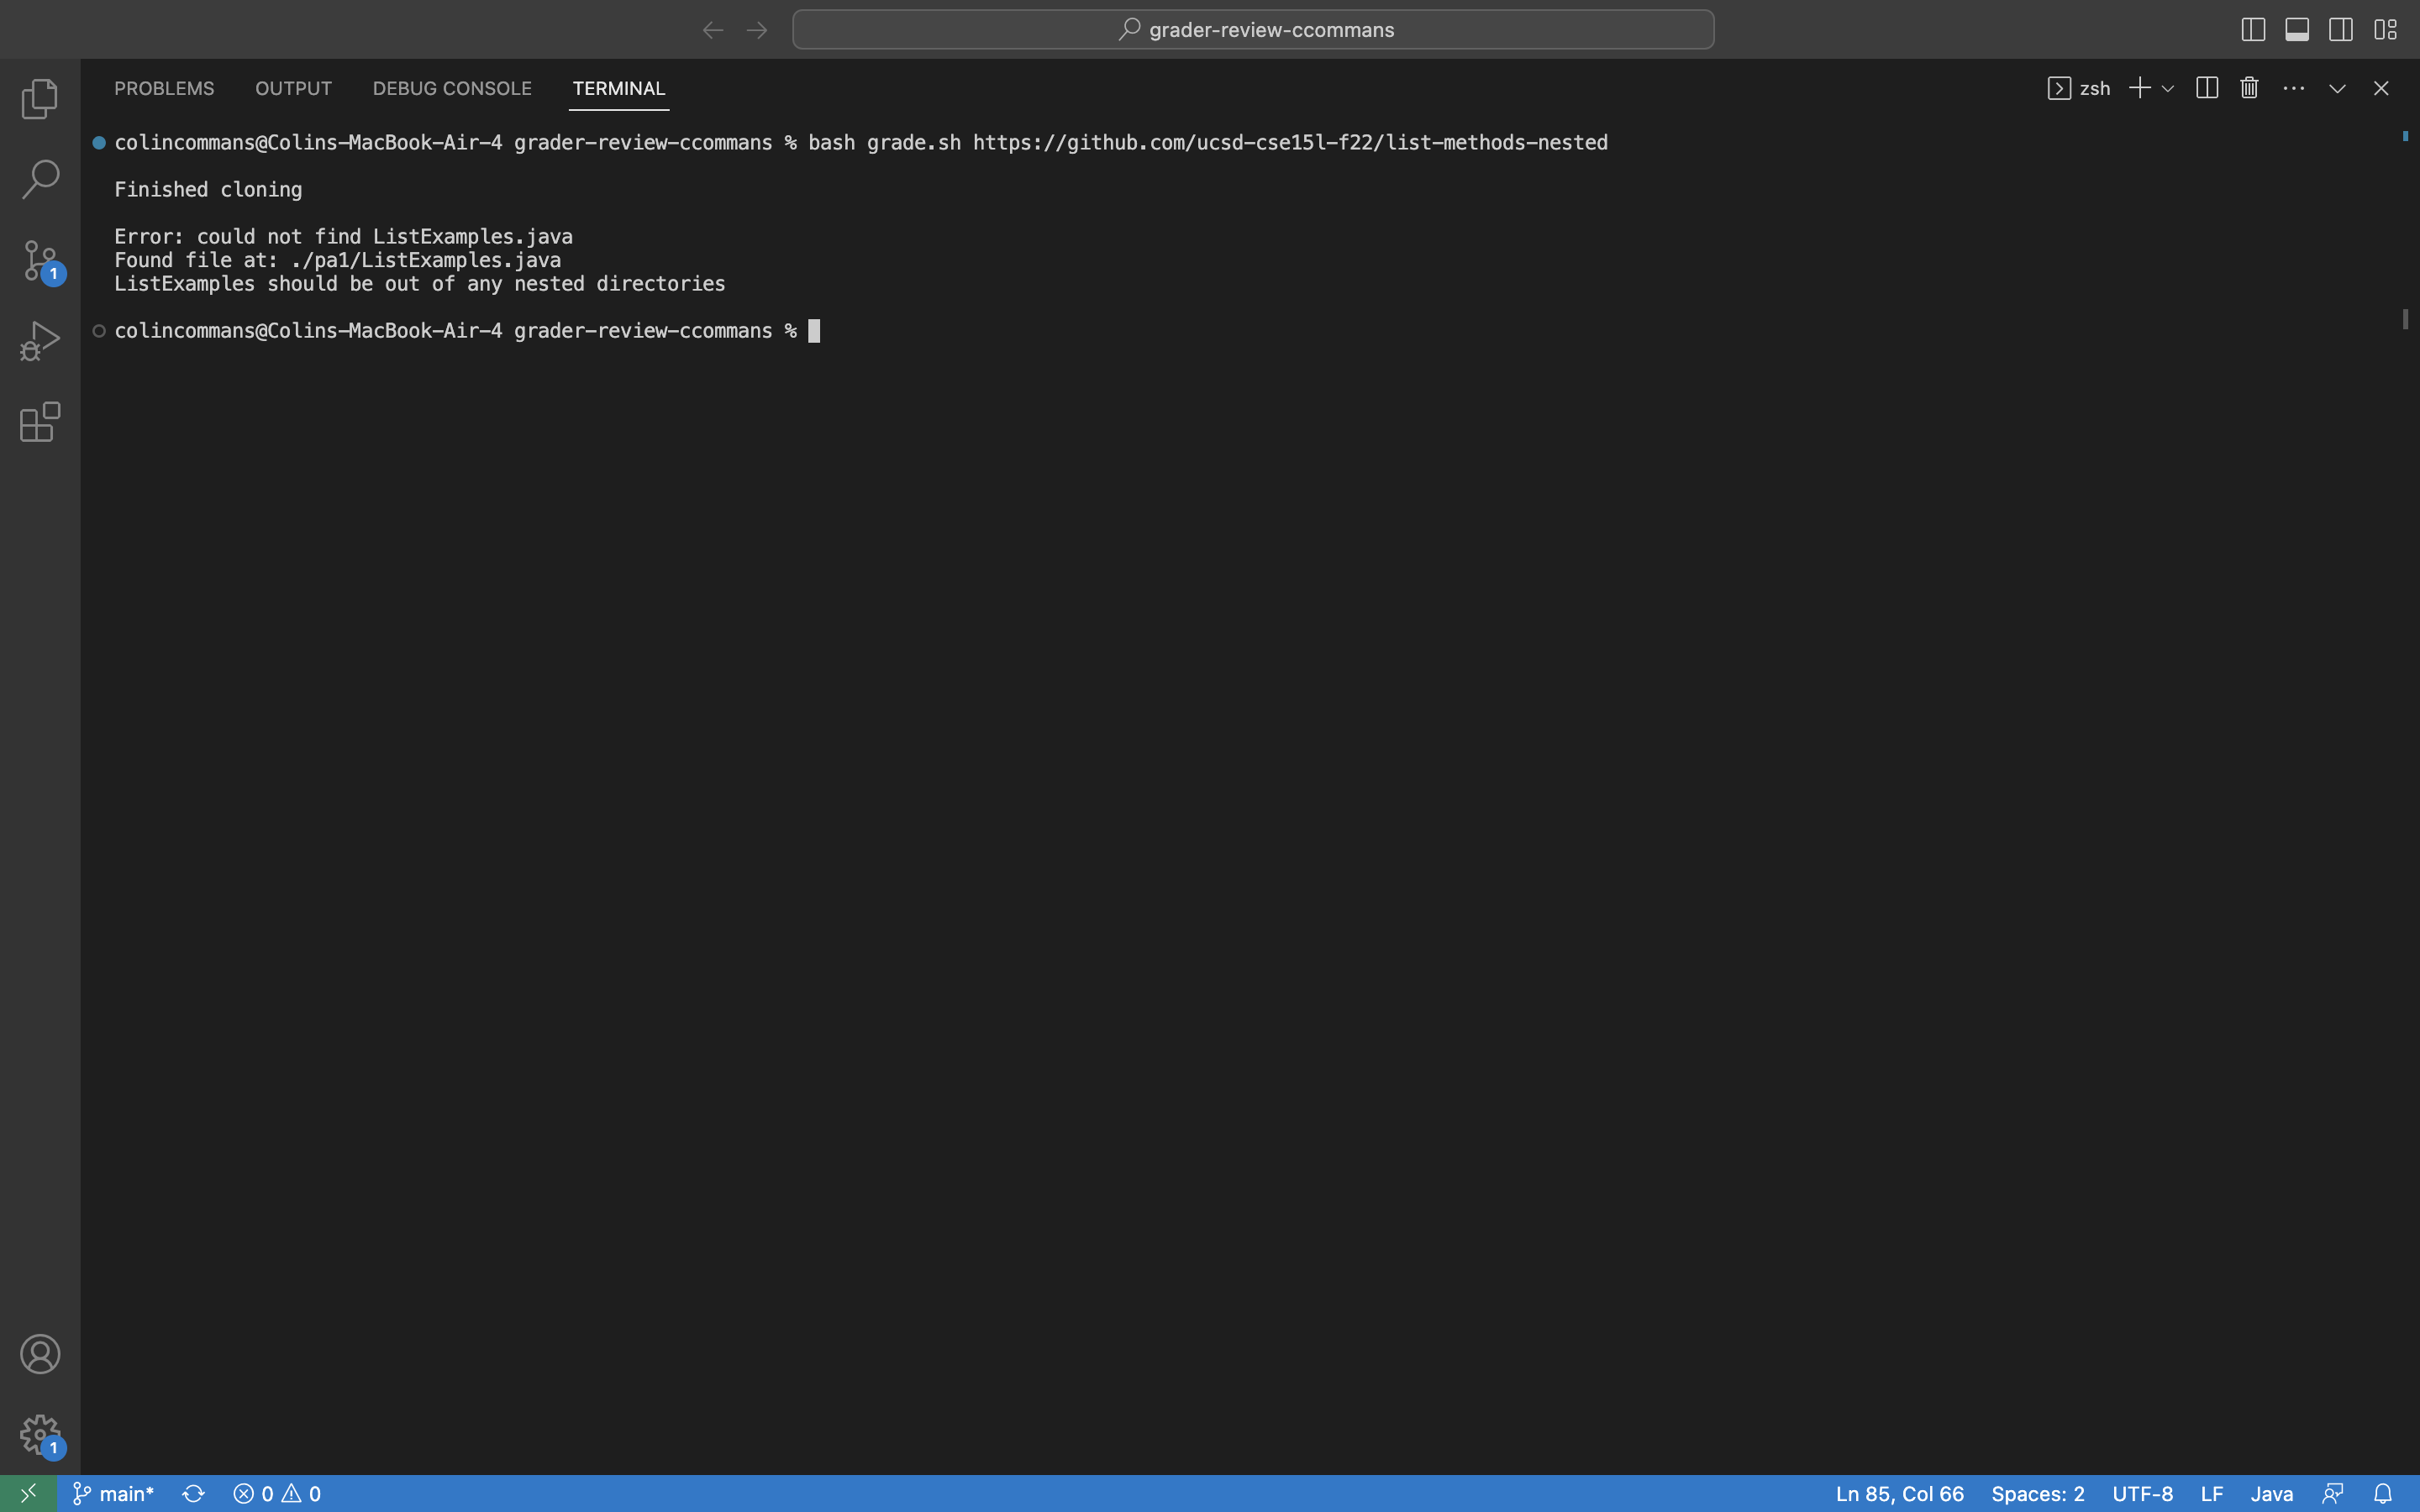 grader-review-ccommans
PROBLEMS OUTPUT DEBUG CONSOLE TERMINAL zsh
colincommans@Colins-MacBook-Air-4 grader-review-ccommans % bash grade.sh https://github.com/ucsd-cse15l-f22/list-methods-nested
Finished cloning
Error: could not find ListExamples.java
Found file at: ./pa1/ListExamples.java
ListExamples should be out of any nested directories
colincommans@Colins-MacBook-Air-4 grader-review-ccommans %
1
1
main* 0 0 Ln 85, Col 66 Spaces: 2 UTF-8 LF Java